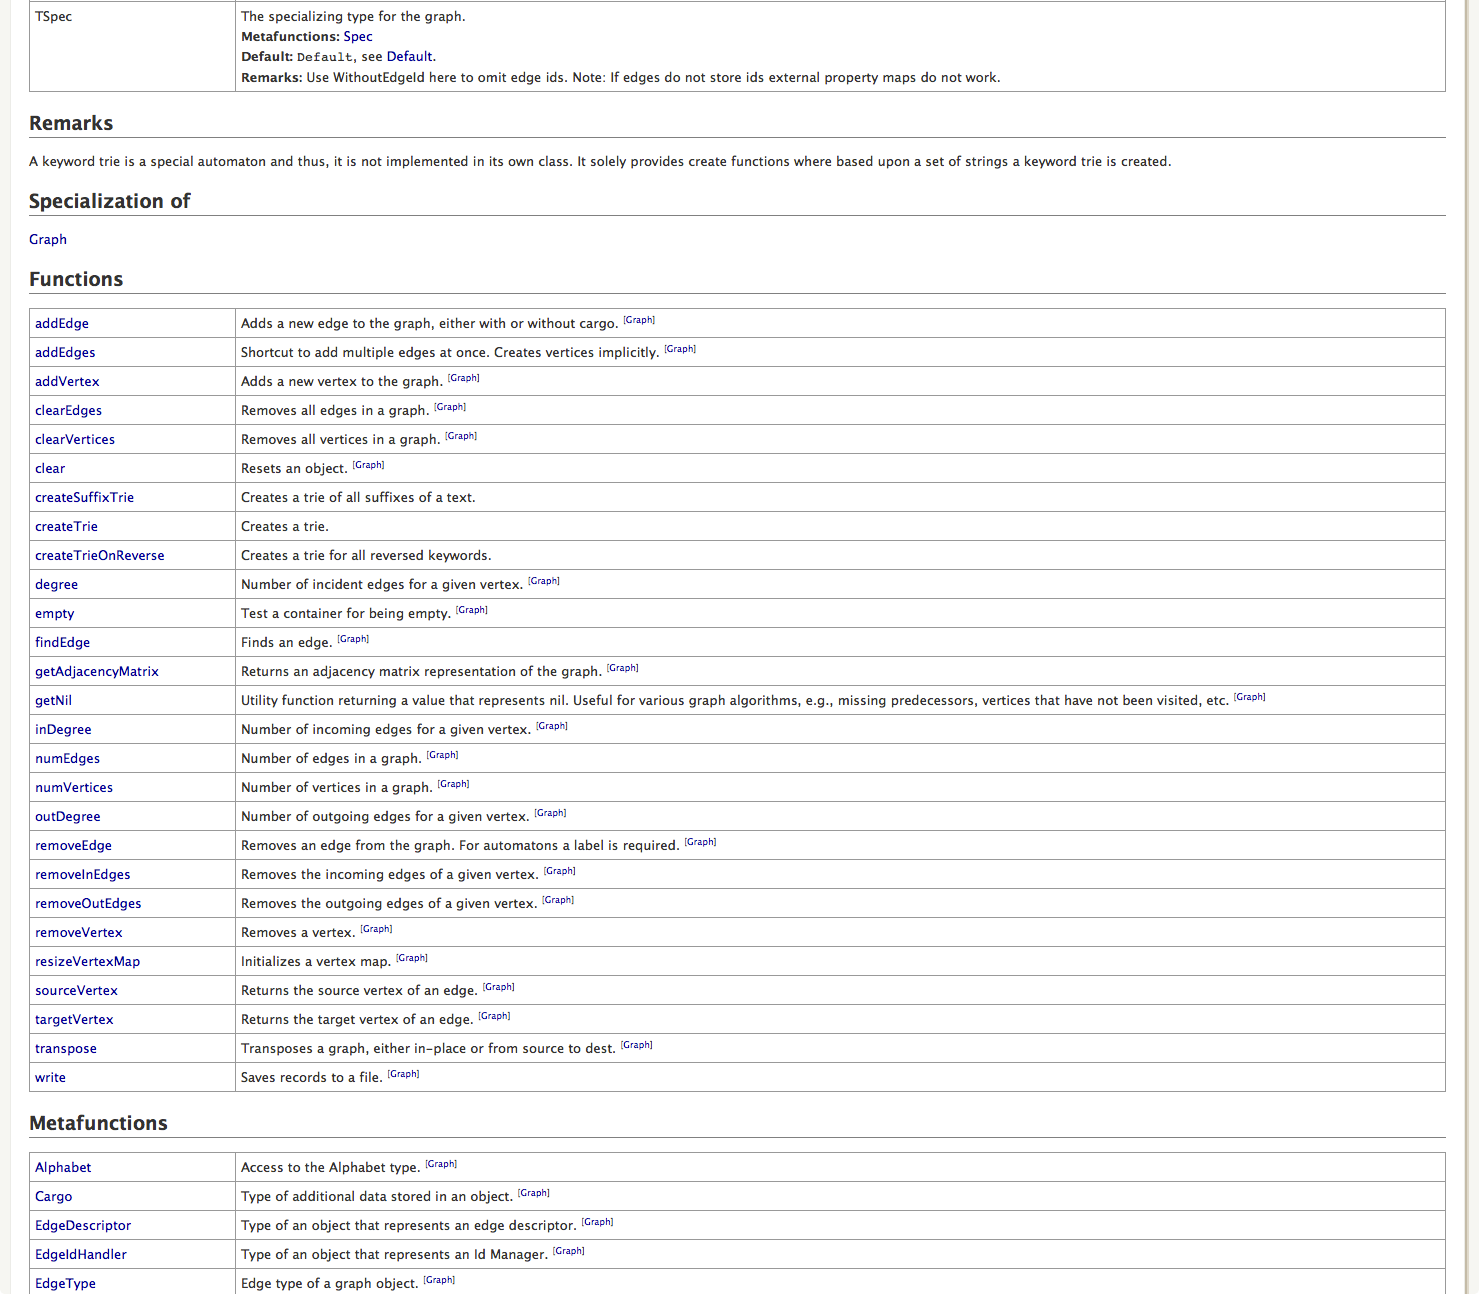 TSpec
The specializing type for the graph.
Metafunctions: Spec
Default: Default, see Default.
Remarks: Use WithoutEdgeId here to omit edge ids. Note: If edges do not store ids external property maps do not work.
Remarks
A keyword trie is a special automaton and thus, it is not implemented in its own class. It solely provides create functions where based upon a set of strings a keyword trie is created.
Specialization of
Graph
Functions
addEdge Adds a new edge to the graph, either with or without cargo. [Graph]
addEdges Shortcut to add multiple edges at once. Creates vertices implicitly. [Graph]
addVertex Adds a new vertex to the graph. [Graph]
clearEdges Removes all edges in a graph. [Graph]
clearVertices Removes all vertices in a graph. [Graph]
clear Resets an object. [Graph]
createSuffixTrie Creates a trie of all suffixes of a text.
createTrie Creates a trie.
createTrieOnReverse Creates a trie for all reversed keywords.
degree Number of incident edges for a given vertex. [Graph]
empty Test a container for being empty. [Graph]
findEdge Finds an edge. [Graph]
getAdjacencyMatrix Returns an adjacency matrix representation of the graph. [Graph]
getNil Utility function returning a value that represents nil. Useful for various graph algorithms, e.g., missing predecessors, vertices that have not been visited, etc. [Graph]
inDegree Number of incoming edges for a given vertex. [Graph]
numEdges Number of edges in a graph. [Graph]
numVertices Number of vertices in a graph. [Graph]
outDegree Number of outgoing edges for a given vertex. [Graph]
removeEdge Removes an edge from the graph. For automatons a label is required. [Graph]
removeInEdges Removes the incoming edges of a given vertex. [Graph]
removeOutEdges Removes the outgoing edges of a given vertex. [Graph]
removeVertex Removes a vertex. [Graph]
resizeVertexMap Initializes a vertex map. [Graph]
sourceVertex Returns the source vertex of an edge. [Graph]
targetVertex Returns the target vertex of an edge. [Graph]
transpose Transposes a graph, either in-place or from source to dest. [Graph]
write Saves records to a file. [Graph]
Metafunctions
Alphabet Access to the Alphabet type. [Graph]
Cargo Type of additional data stored in an object. [Graph]
EdgeDescriptor Type of an object that represents an edge descriptor. [Graph]
EdgeIdHandler Type of an object that represents an Id Manager. [Graph]
EdgeType Edge type of a graph object. [Graph]